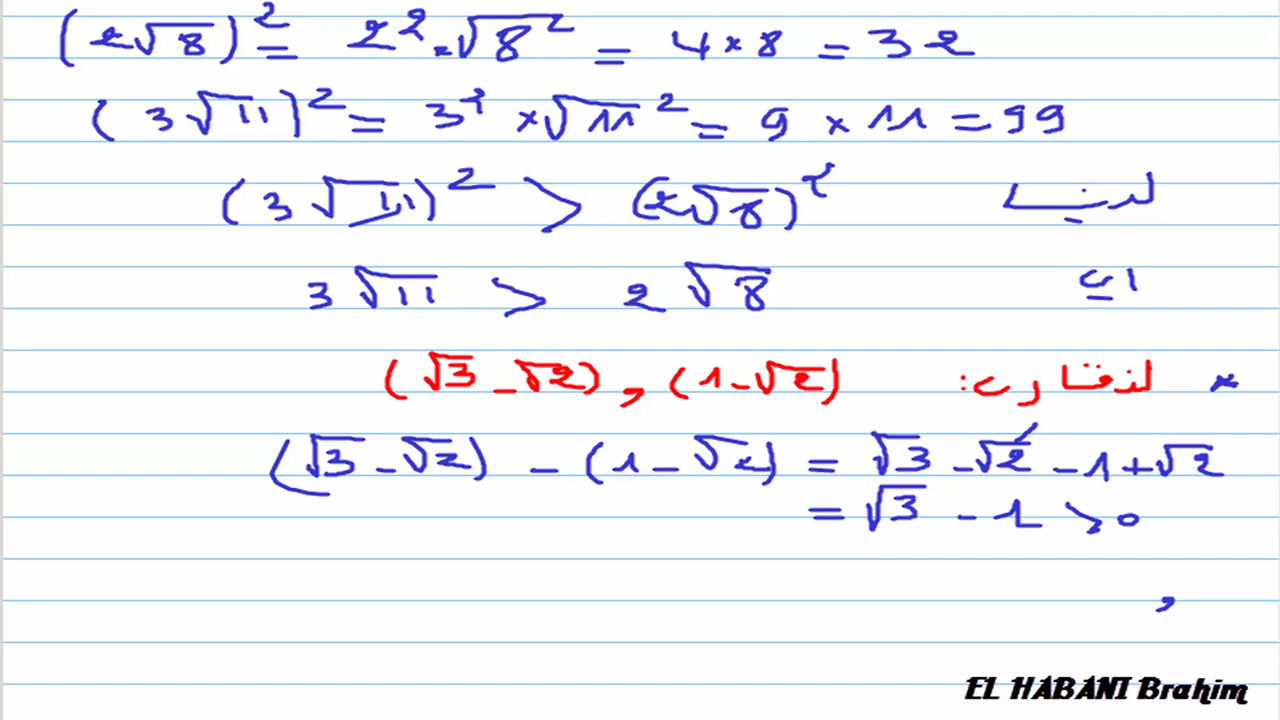 (2√8)² = 2² · √8² = 4 × 8 = 32
(3√11)² = 3² × √11² = 9 × 11 = 99
لدينا (3√11)² > (2√8)²
اي 3√11 > 2√8
* لنقارن: (√3 - √2) , (1 - √2)
(√3 - √2) - (1 - √2) = √3 - √2 - 1 + √2
= √3 - 1 > 0
,
EL HABANI Brahim